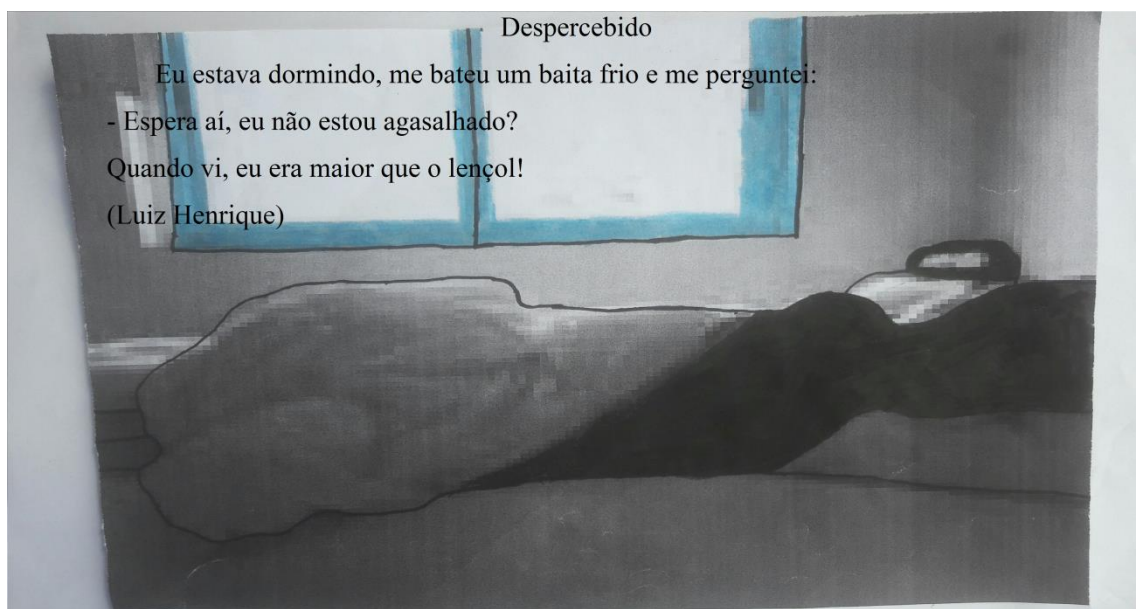 Despercebido
Eu estava dormindo, me bateu um baita frio e me perguntei:
- Espera aí, eu não estou agasalhado?
Quando vi, eu era maior que o lençol!
(Luiz Henrique)